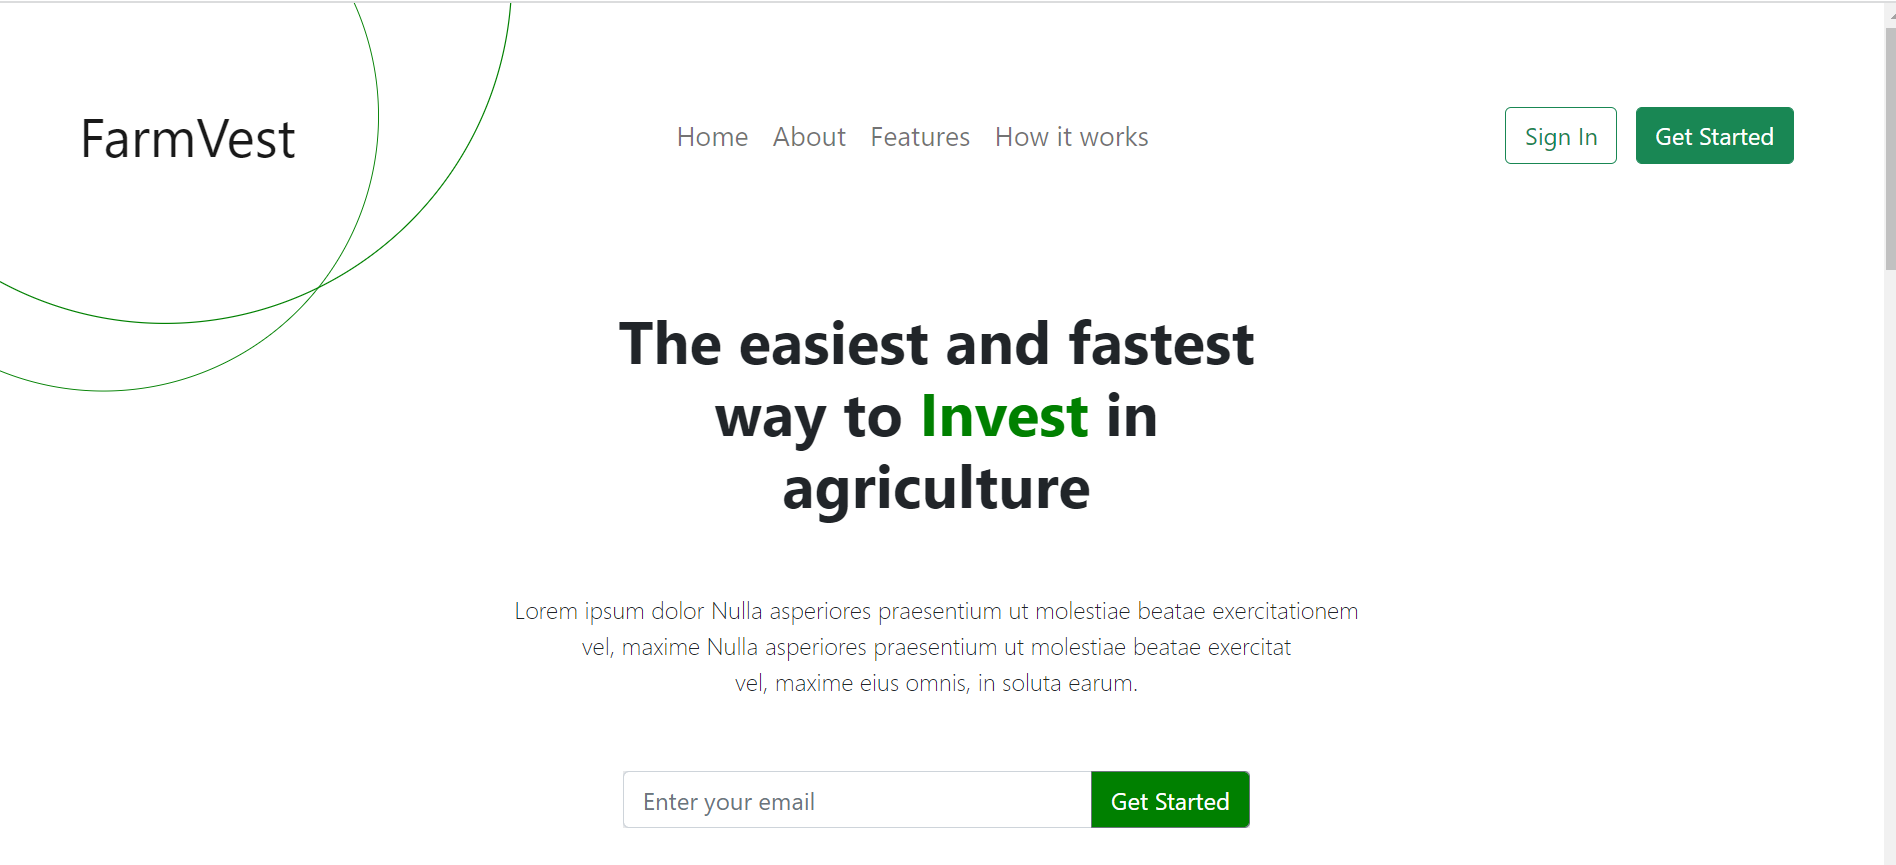 FarmVest
Home About Features How it works
Sign In Get Started
The easiest and fastest
way to Invest in
agriculture
Lorem ipsum dolor Nulla asperiores praesentium ut molestiae beatae exercitationem
vel, maxime Nulla asperiores praesentium ut molestiae beatae exercitat
vel, maxime eius omnis, in soluta earum.
Enter your email Get Started